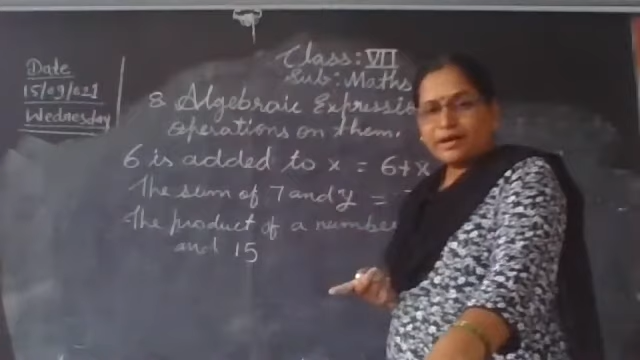 Date
15/09/021
Wednesday
Class: VII
Sub: Maths
8 Algebraic Expressi
operations on them.
6 is added to x = 6+x
The sum of 7 and y =
The product of a number
and 15